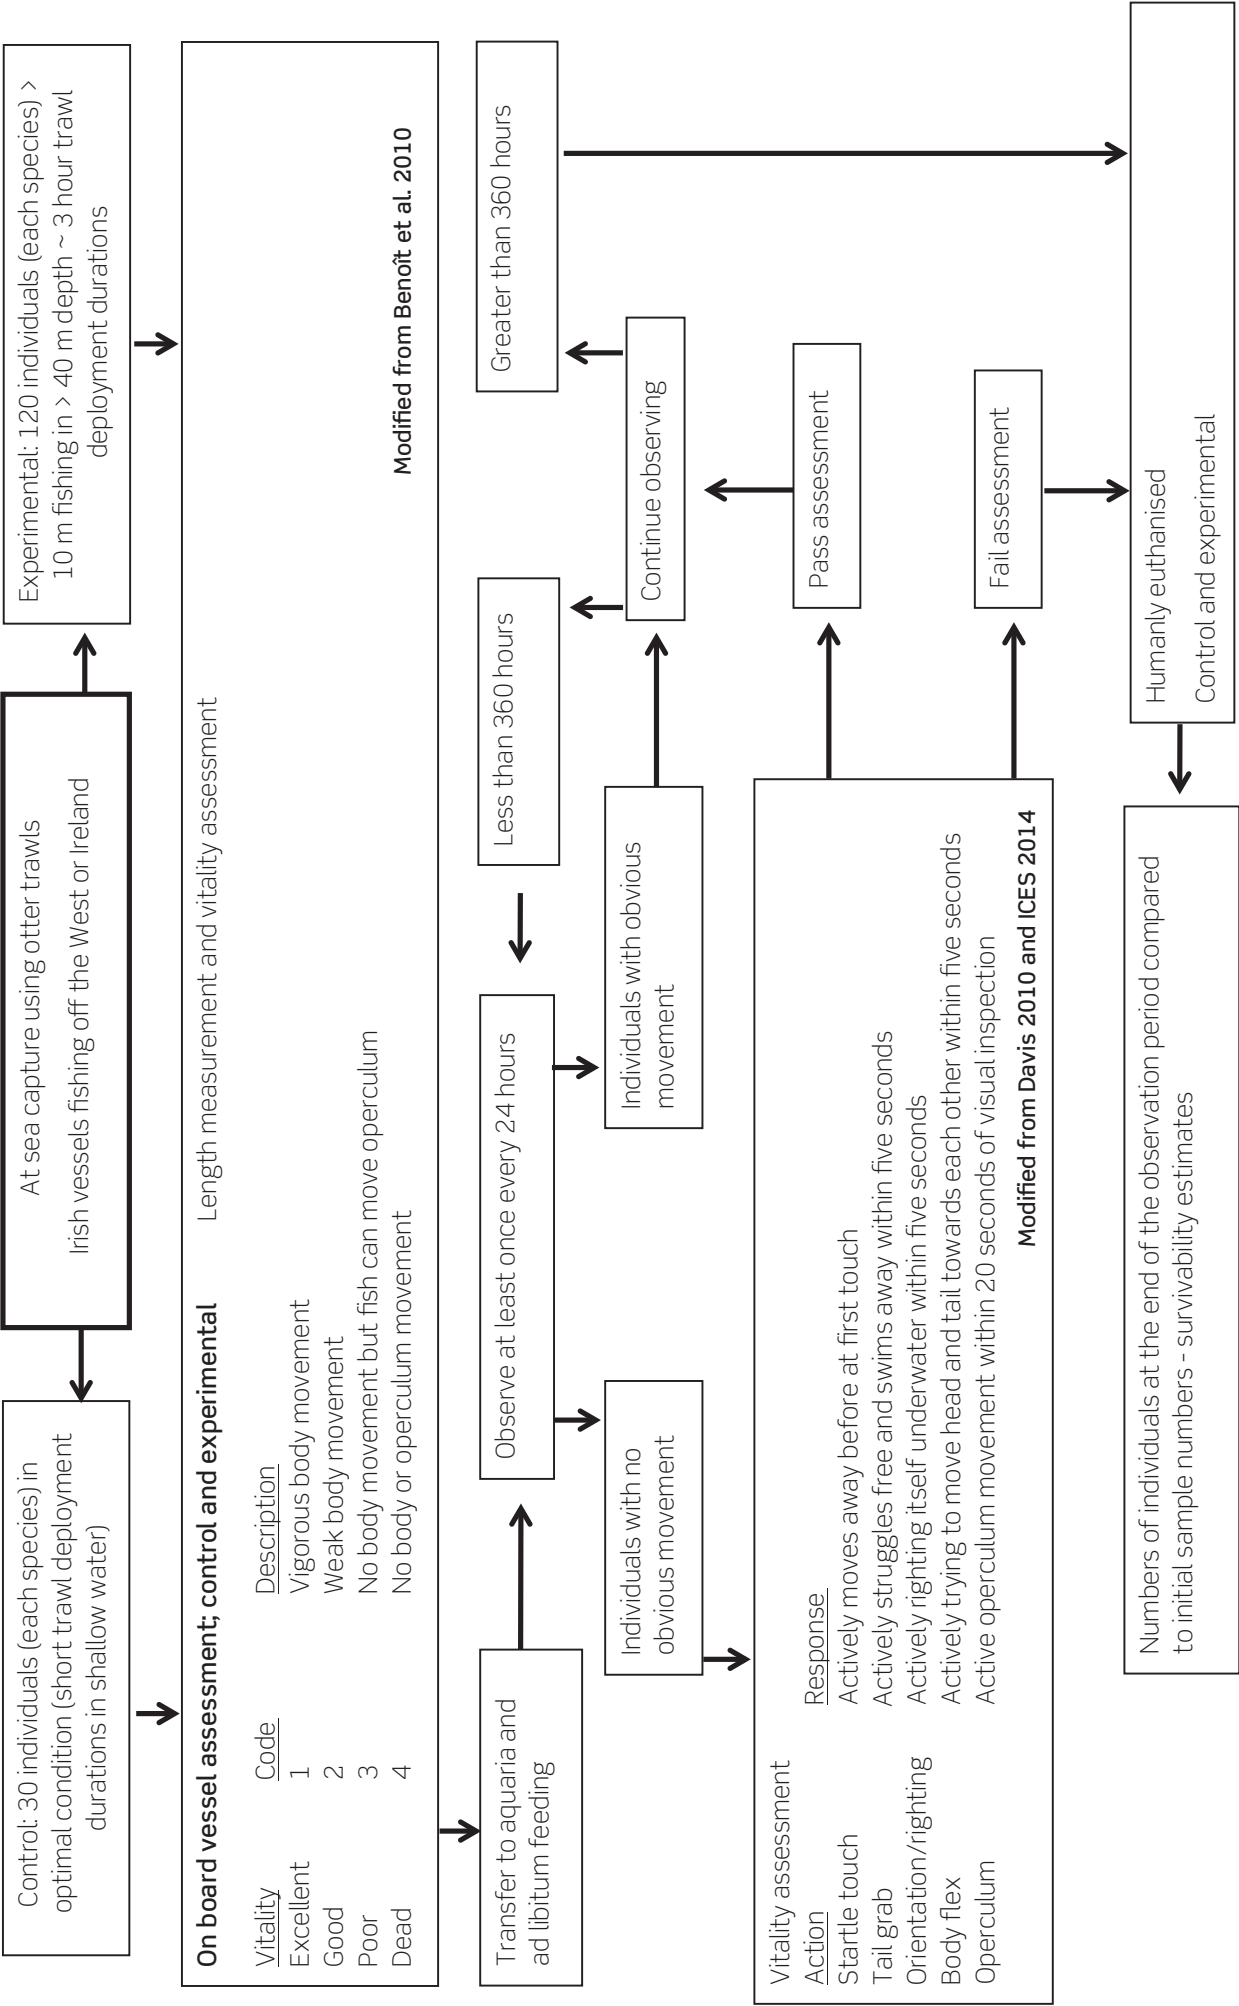 At sea capture using otter trawls
Irish vessels fishing off the West or Ireland
Control: 30 individuals (each species) in
optimal condition (short trawl deployment
durations in shallow water)
Experimental: 120 individuals (each species) >
10 m fishing in > 40 m depth ~ 3 hour trawl
deployment durations
On board vessel assessment; control and experimental
Length measurement and vitality assessment
Vitality Code Description
Excellent 1 Vigorous body movement
Good 2 Weak body movement
Poor 3 No body movement but fish can move operculum
Dead 4 No body or operculum movement
Modified from Benoît et al. 2010
Transfer to aquaria and
ad libitum feeding
Observe at least once every 24 hours
Less than 360 hours
Greater than 360 hours
Individuals with no
obvious movement
Individuals with obvious
movement
Continue observing
Vitality assessment
Action Response
Startle touch Actively moves away before at first touch
Tail grab Actively struggles free and swims away within five seconds
Orientation/righting Actively righting itself underwater within five seconds
Body flex Actively trying to move head and tail towards each other within five seconds
Operculum Active operculum movement within 20 seconds of visual inspection
Modified from Davis 2010 and ICES 2014
Pass assessment
Fail assessment
Humanly euthanised
Control and experimental
Numbers of individuals at the end of the observation period compared
to initial sample numbers - survivability estimates